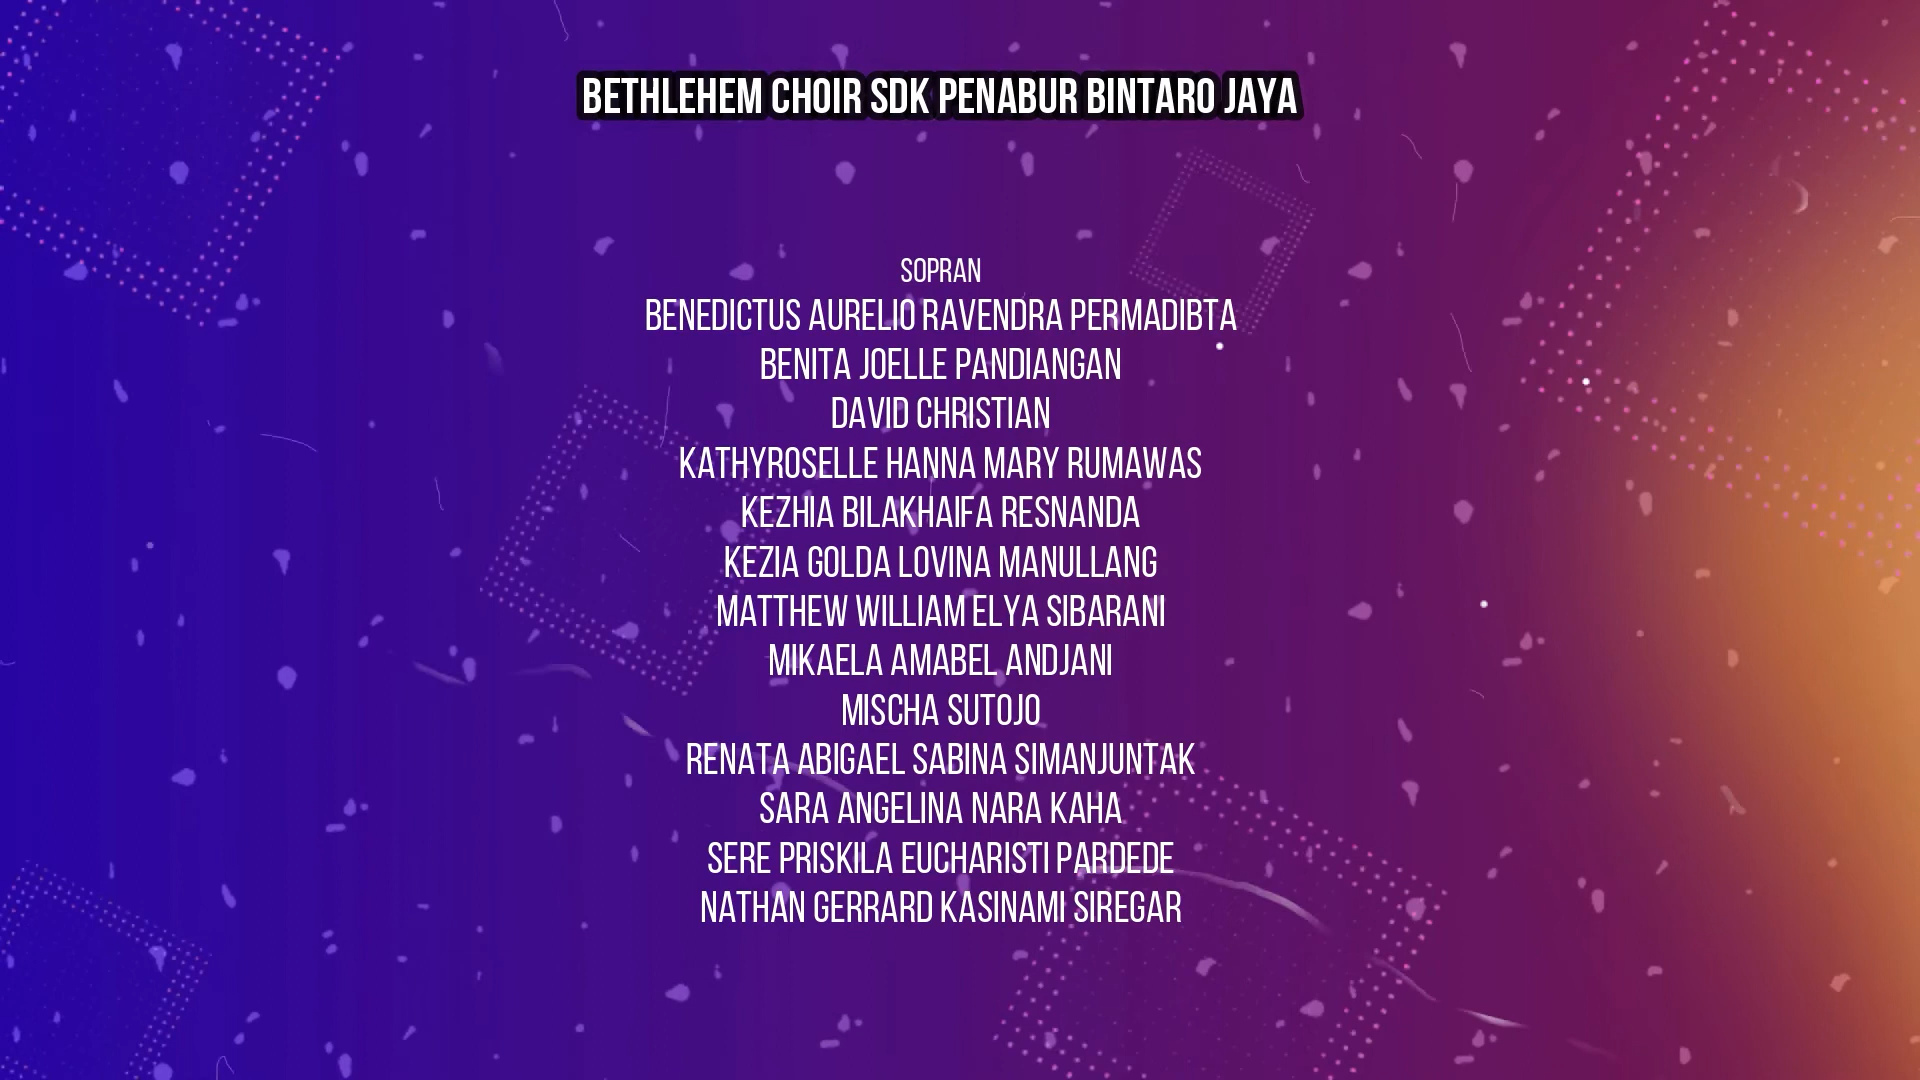 BETHLEHEM CHOIR SDK PENABUR BINTARO JAYA
SOPRAN
BENEDICTUS AURELIO RAVENDRA PERMADIBTA
BENITA JOELLE PANDIANGAN
DAVID CHRISTIAN
KATHYROSELLE HANNA MARY RUMAWAS
KEZHIA BILAKHAIFA RESNANDA
KEZIA GOLDA LOVINA MANULLANG
MATTHEW WILLIAM ELYA SIBARANI
MIKAELA AMABEL ANDJANI
MISCHA SUTOJO
RENATA ABIGAEL SABINA SIMANJUNTAK
SARA ANGELINA NARA KAHA
SERE PRISKILA EUCHARISTI PARDEDE
NATHAN GERRARD KASINAMI SIREGAR